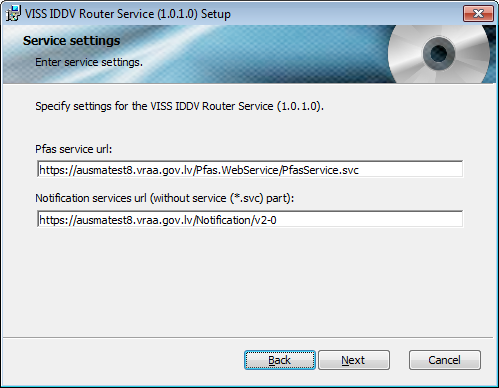 VISS IDDV Router Service (1.0.1.0) Setup
Service settings
Enter service settings.
Specify settings for the VISS IDDV Router Service (1.0.1.0).
Pfas service url:
https://ausmatest8.vraa.gov.lv/Pfas.WebService/PfasService.svc
Notification services url (without service (*.svc) part):
https://ausmatest8.vraa.gov.lv/Notification/v2-0
Back Next Cancel